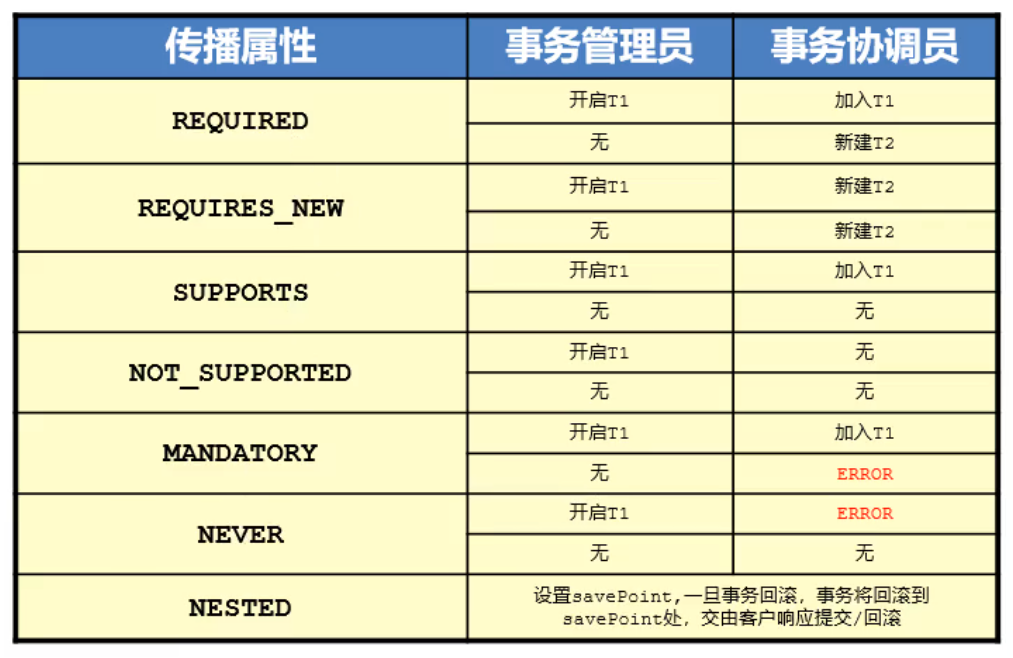 传播属性 事务管理员 事务协调员
REQUIRED
开启T1 加入T1
无 新建T2
REQUIRES_NEW
开启T1 新建T2
无 新建T2
SUPPORTS
开启T1 加入T1
无 无
NOT_SUPPORTED
开启T1 无
无 无
MANDATORY
开启T1 加入T1
无 ERROR
NEVER
开启T1 ERROR
无 无
NESTED
设置savePoint,一旦事务回滚，事务将回滚到
savePoint处，交由客户响应提交/回滚